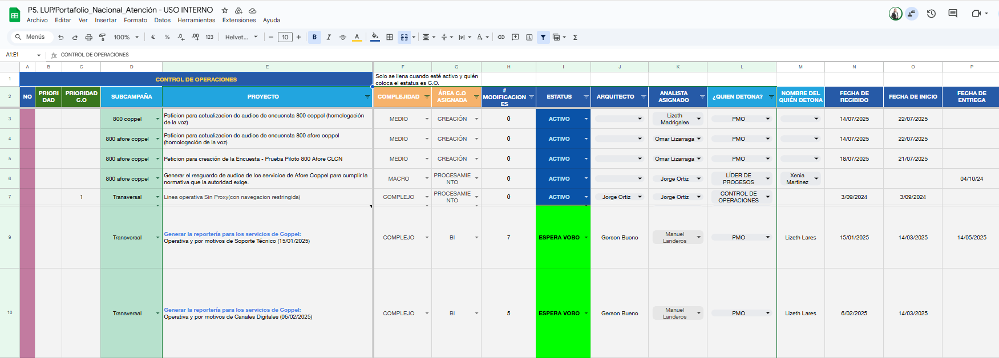 P5. LUP/Portafolio_Nacional_Atención - USO INTERNO
Archivo Editar Ver Insertar Formato Datos Herramientas Extensiones Ayuda
Menús 100% € % .0 .00 123 Helvet... 10 B I A
A1:E1 fx CONTROL DE OPERACIONES
A B C D E F G H I J K L M N O P
1 CONTROL DE OPERACIONES Solo se llena cuando esté activo y quién
coloca el estatus es C.O.
2 NO PRIORI
DAD PRIORIDAD
C.O SUBCAMPAÑA PROYECTO COMPLEJIDAD ÁREA C.O
ASIGNADA #
MODIFICACION
ES ESTATUS ARQUITECTO ANALISTA
ASIGNADO ¿QUIEN DETONA? NOMBRE DEL
QUIÉN DETONA FECHA DE
RECIBIDO FECHA DE INICIO FECHA DE
ENTREGA
3 800 coppel Peticion para actualizacion de audios de encuensta 800 coppel (homologación
de la voz) MEDIO CREACIÓN 0 ACTIVO Lizeth
Madrigales PMO 14/07/2025 22/07/2025
4 800 afore coppel Peticion para actualizacion de audios de encuensta 800 afore coppel
(homologación de la voz) MEDIO CREACIÓN 0 ACTIVO Omar Lizarraga PMO 14/07/2025 22/07/2025
5 800 afore coppel Peticion para creación de la Encuesta - Prueba Piloto 800 Afore CLCN MEDIO CREACIÓN 0 ACTIVO Omar Lizarraga PMO 18/07/2025 21/07/2025
6 800 afore coppel Generar el resguardo de audios de los servicios de Afore Coppel para cumplir la
normativa que la autoridad exige. MACRO PROCESAMIE
NTO 0 ACTIVO Jorge Ortiz LÍDER DE
PROCESOS Xenia
Martinez 04/10/24
7 1 Transversal Linea operativa Sin Proxy(con navegacion restringida) COMPLEJO PROCESAMIE
NTO 0 ACTIVO Jorge Ortiz Jorge Ortiz CONTROL DE
OPERACIONES 3/09/2024 3/09/2024
9 Transversal Generar la reportería para los servicios de Coppel:
Operativa y por motivos de Soporte Técnico (15/01/2025) COMPLEJO BI 7 ESPERA VOBO Gerson Bueno Manuel
Landeros PMO Lizeth Lares 15/01/2025 14/03/2025 14/05/2025
10 Transversal Generar la reportería para los servicios de Coppel:
Operativa y por motivos de Canales Digitales (06/02/2025) COMPLEJO BI 5 ESPERA VOBO Gerson Bueno Manuel
Landeros PMO Lizeth Lares 6/02/2025 14/03/2025